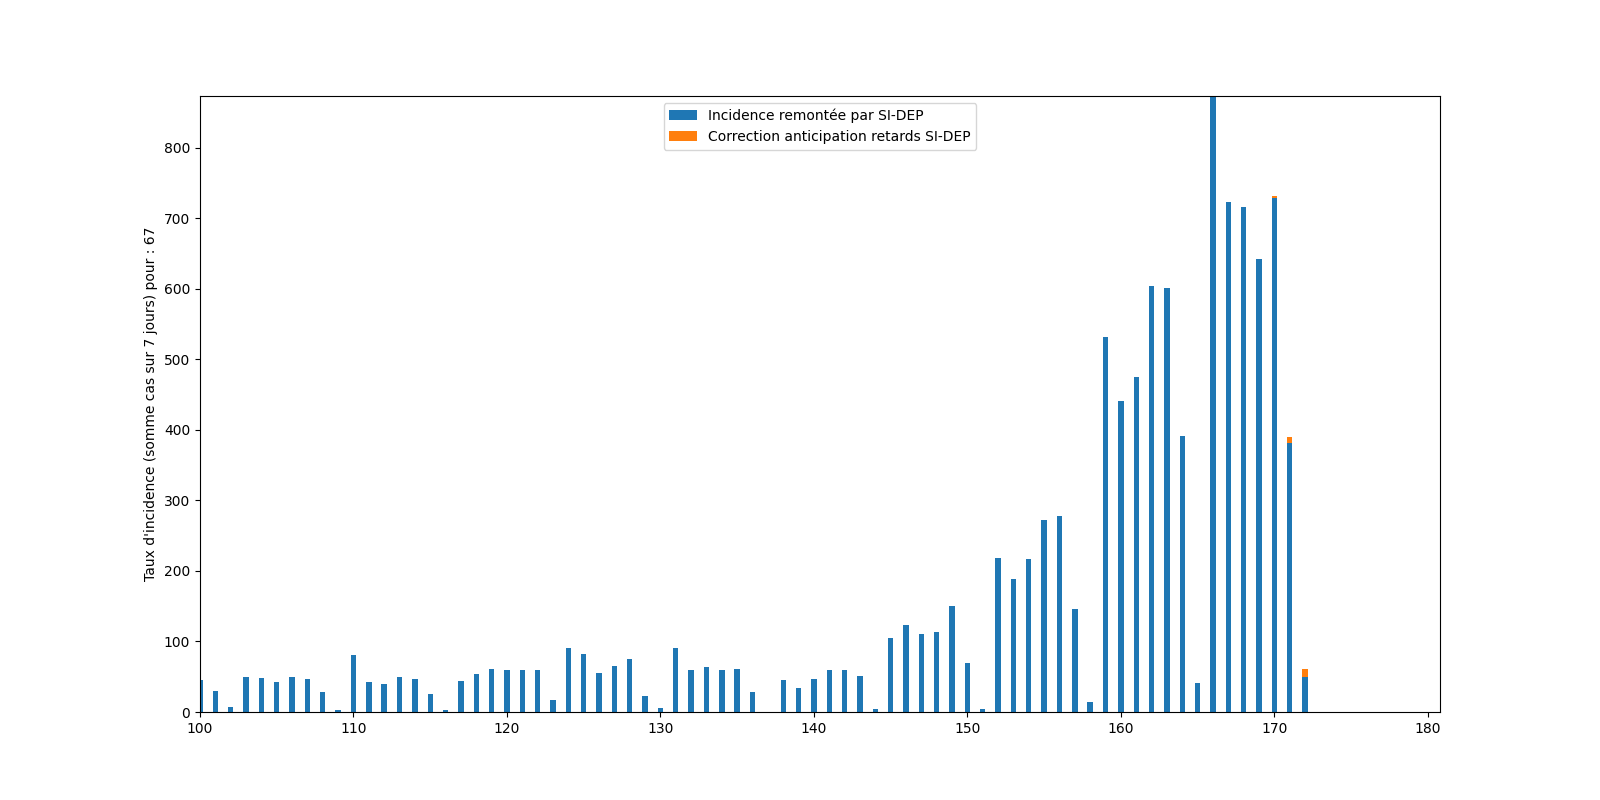 Incidence remontée par SI-DEP
Correction anticipation retards SI-DEP
Taux d'incidence (somme cas sur 7 jours) pour : 67
800
700
600
500
400
300
200
100
0
100 110 120 130 140 150 160 170 180